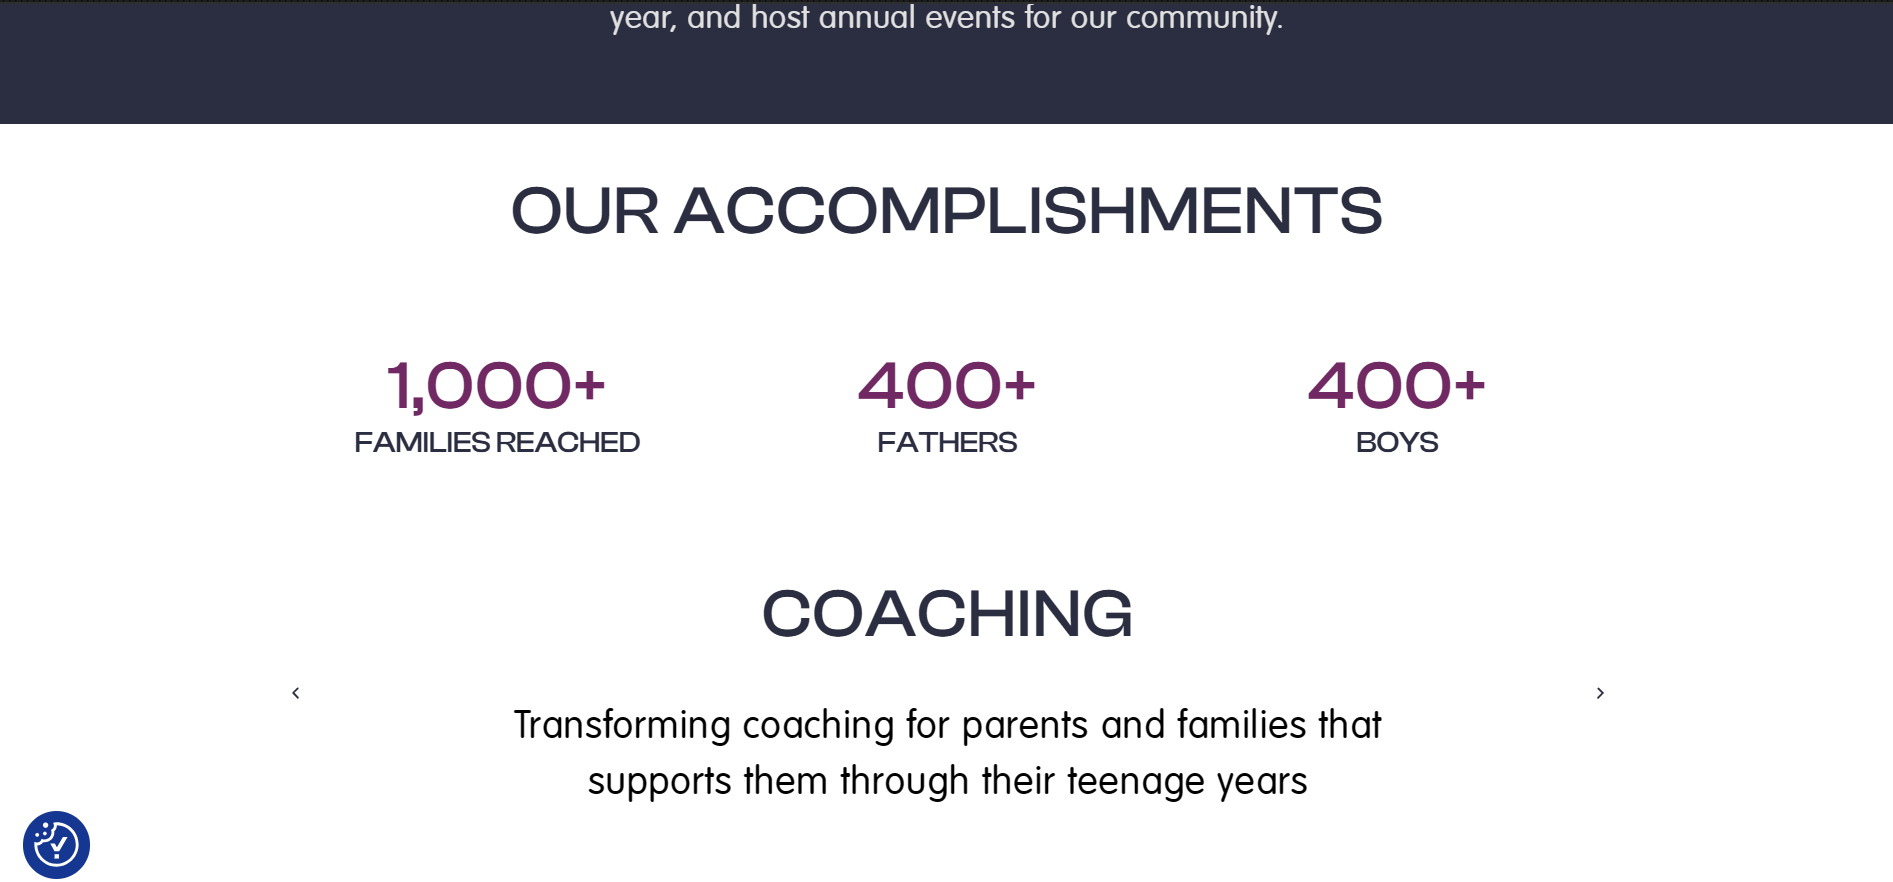 year, and host annual events for our community.
OUR ACCOMPLISHMENTS
1,000+
FAMILIES REACHED
400+
FATHERS
400+
BOYS
COACHING
Transforming coaching for parents and families that
supports them through their teenage years